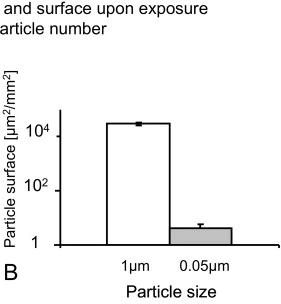 and surface upon exposure
article number
Particle surface [µm²/mm²]
10⁴
10²
1
B
1µm 0.05µm
Particle size